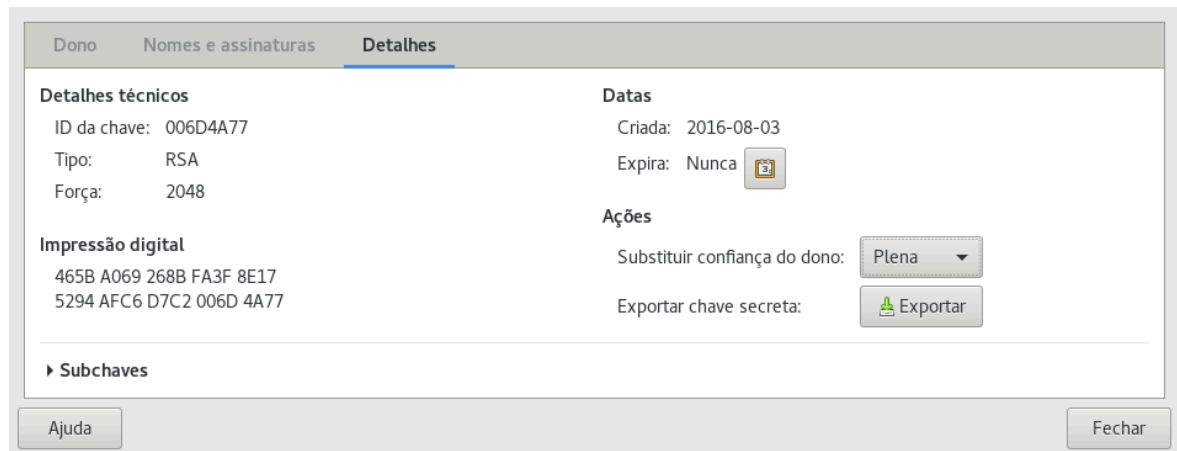 Dono Nomes e assinaturas Detalhes
Detalhes técnicos
ID da chave: 006D4A77
Tipo: RSA
Força: 2048
Impressão digital
465B A069 268B FA3F 8E17
5294 AFC6 D7C2 006D 4A77
Datas
Criada: 2016-08-03
Expira: Nunca
Ações
Substituir confiança do dono: Plena
Exportar chave secreta: Exportar
Subchaves
Ajuda Fechar